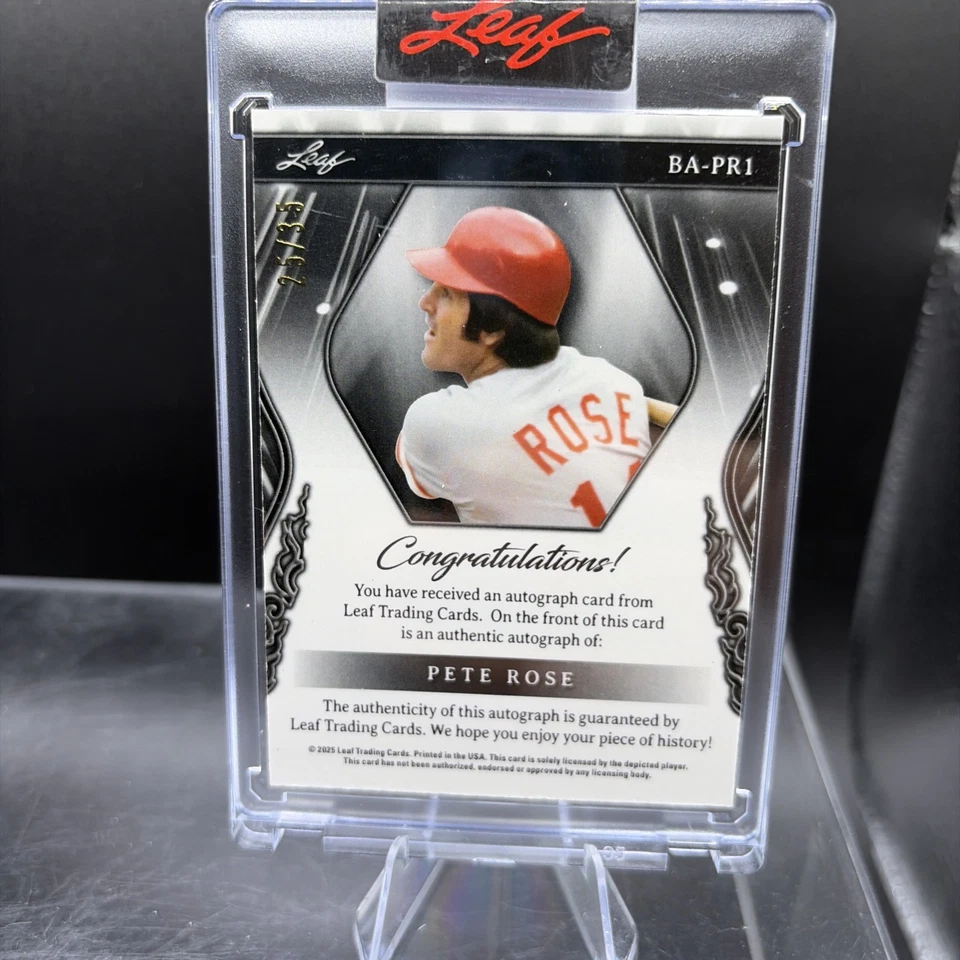 Leaf
Leaf
BA-PR1
25/35
ROSE
1
Congratulations!
You have received an autograph card from
Leaf Trading Cards. On the front of this card
is an authentic autograph of:
PETE ROSE
The authenticity of this autograph is guaranteed by
Leaf Trading Cards. We hope you enjoy your piece of history!
© 2025 Leaf Trading Cards. Printed in the USA. This card is solely licensed by the depicted player.
This card has not been authorized, endorsed or approved by any licensing body.